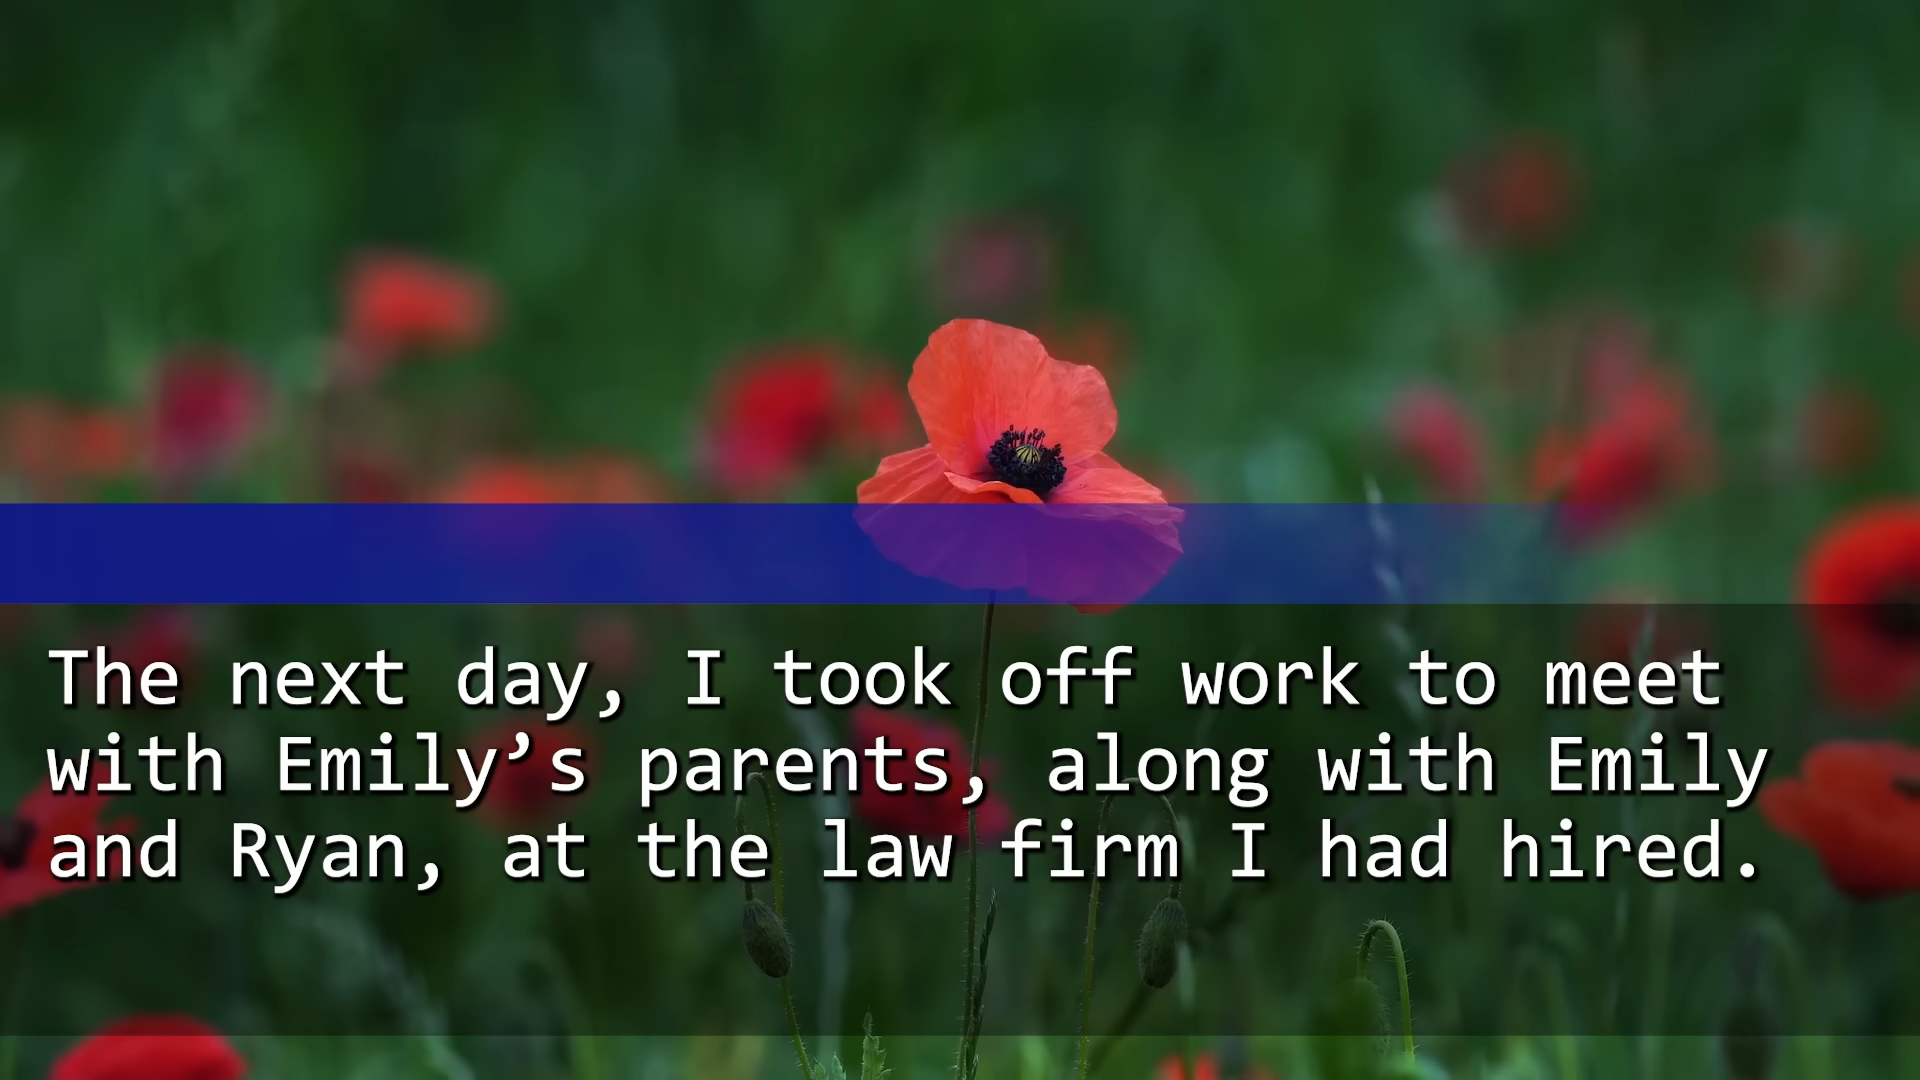 The next day, I took off work to meet
with Emily’s parents, along with Emily
and Ryan, at the law firm I had hired.